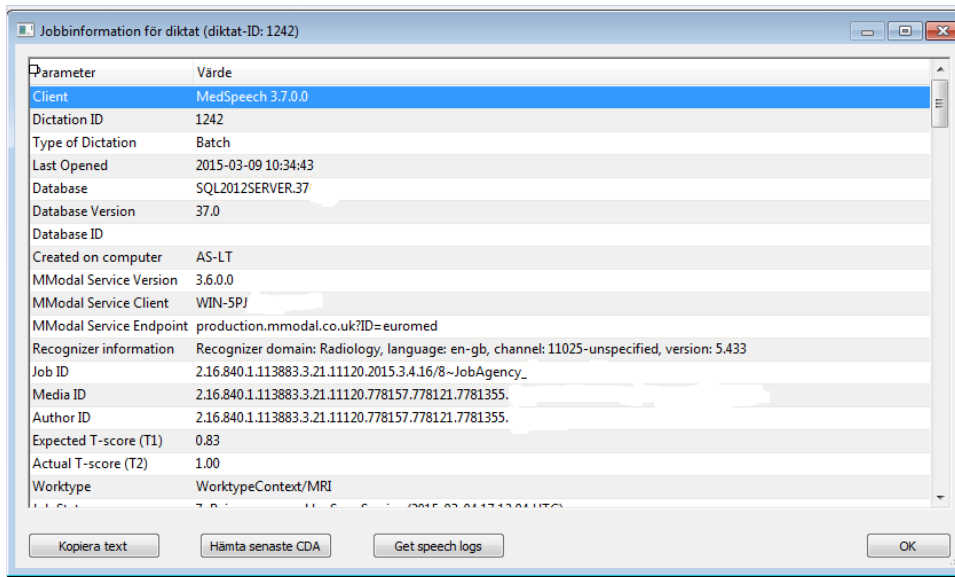 Jobbinformation för diktat (diktat-ID: 1242)
Parameter Värde
Client MedSpeech 3.7.0.0
Dictation ID 1242
Type of Dictation Batch
Last Opened 2015-03-09 10:34:43
Database SQL2012SERVER.37
Database Version 37.0
Database ID
Created on computer AS-LT
MModal Service Version 3.6.0.0
MModal Service Client WIN-5PJ
MModal Service Endpoint production.mmodal.co.uk?ID=euromed
Recognizer information Recognizer domain: Radiology, language: en-gb, channel: 11025-unspecified, version: 5.433
Job ID 2.16.840.1.113883.3.21.11120.2015.3.4.16/8~JobAgency_
Media ID 2.16.840.1.113883.3.21.11120.778157.778121.7781355.
Author ID 2.16.840.1.113883.3.21.11120.778157.778121.7781355.
Expected T-score (T1) 0.83
Actual T-score (T2) 1.00
Worktype WorktypeContext/MRI
Kopiera text Hämta senaste CDA Get speech logs OK